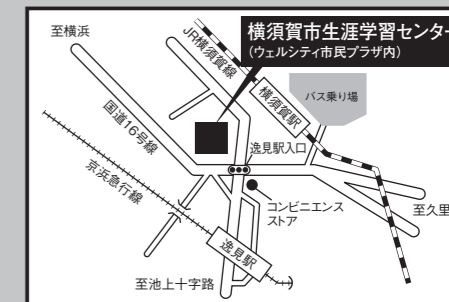 横須賀市生涯学習センター
(ウェルシティ市民プラザ内)
至横浜
JR横須賀線
バス乗り場
横須賀駅
国道16号線
逸見駅入口
京浜急行線
コンビニエンス
ストア
至久里
逸見駅
至池上十字路